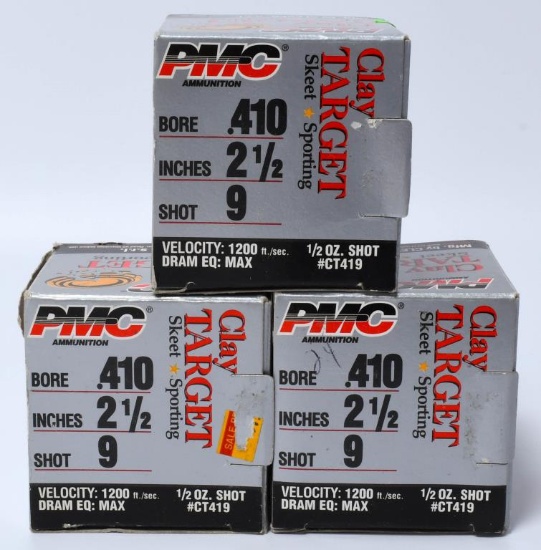 PMC®
AMMUNITION
BORE .410
INCHES 2 1/2
SHOT 9
Clay
TARGET
Skeet ★ Sporting
VELOCITY: 1200 ft./sec. 1/2 OZ. SHOT
DRAM EQ: MAX #CT419
PMC®
AMMUNITION
BORE .410
INCHES 2 1/2
SHOT 9
Clay
TARGET
Skeet ★ Sporting
SALE
VELOCITY: 1200 ft./sec. 1/2 OZ. SHOT
DRAM EQ: MAX #CT419
PMC
AMMUNITION
24
BORE .410
INCHES 2 1/2
SHOT 9
Clay
TARGET
Skeet ★ Sporting
VELOCITY: 1200 ft./sec. 1/2 OZ. SHOT
DRAM EQ: MAX #CT419